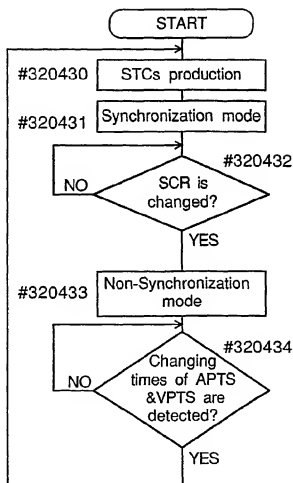 START
#320430
STCs production
#320431
Synchronization mode
#320432
SCR is
changed?
NO
YES
#320433
Non-Synchronization
mode
#320434
Changing
times of APTS
&VPTS are
detected?
NO
YES